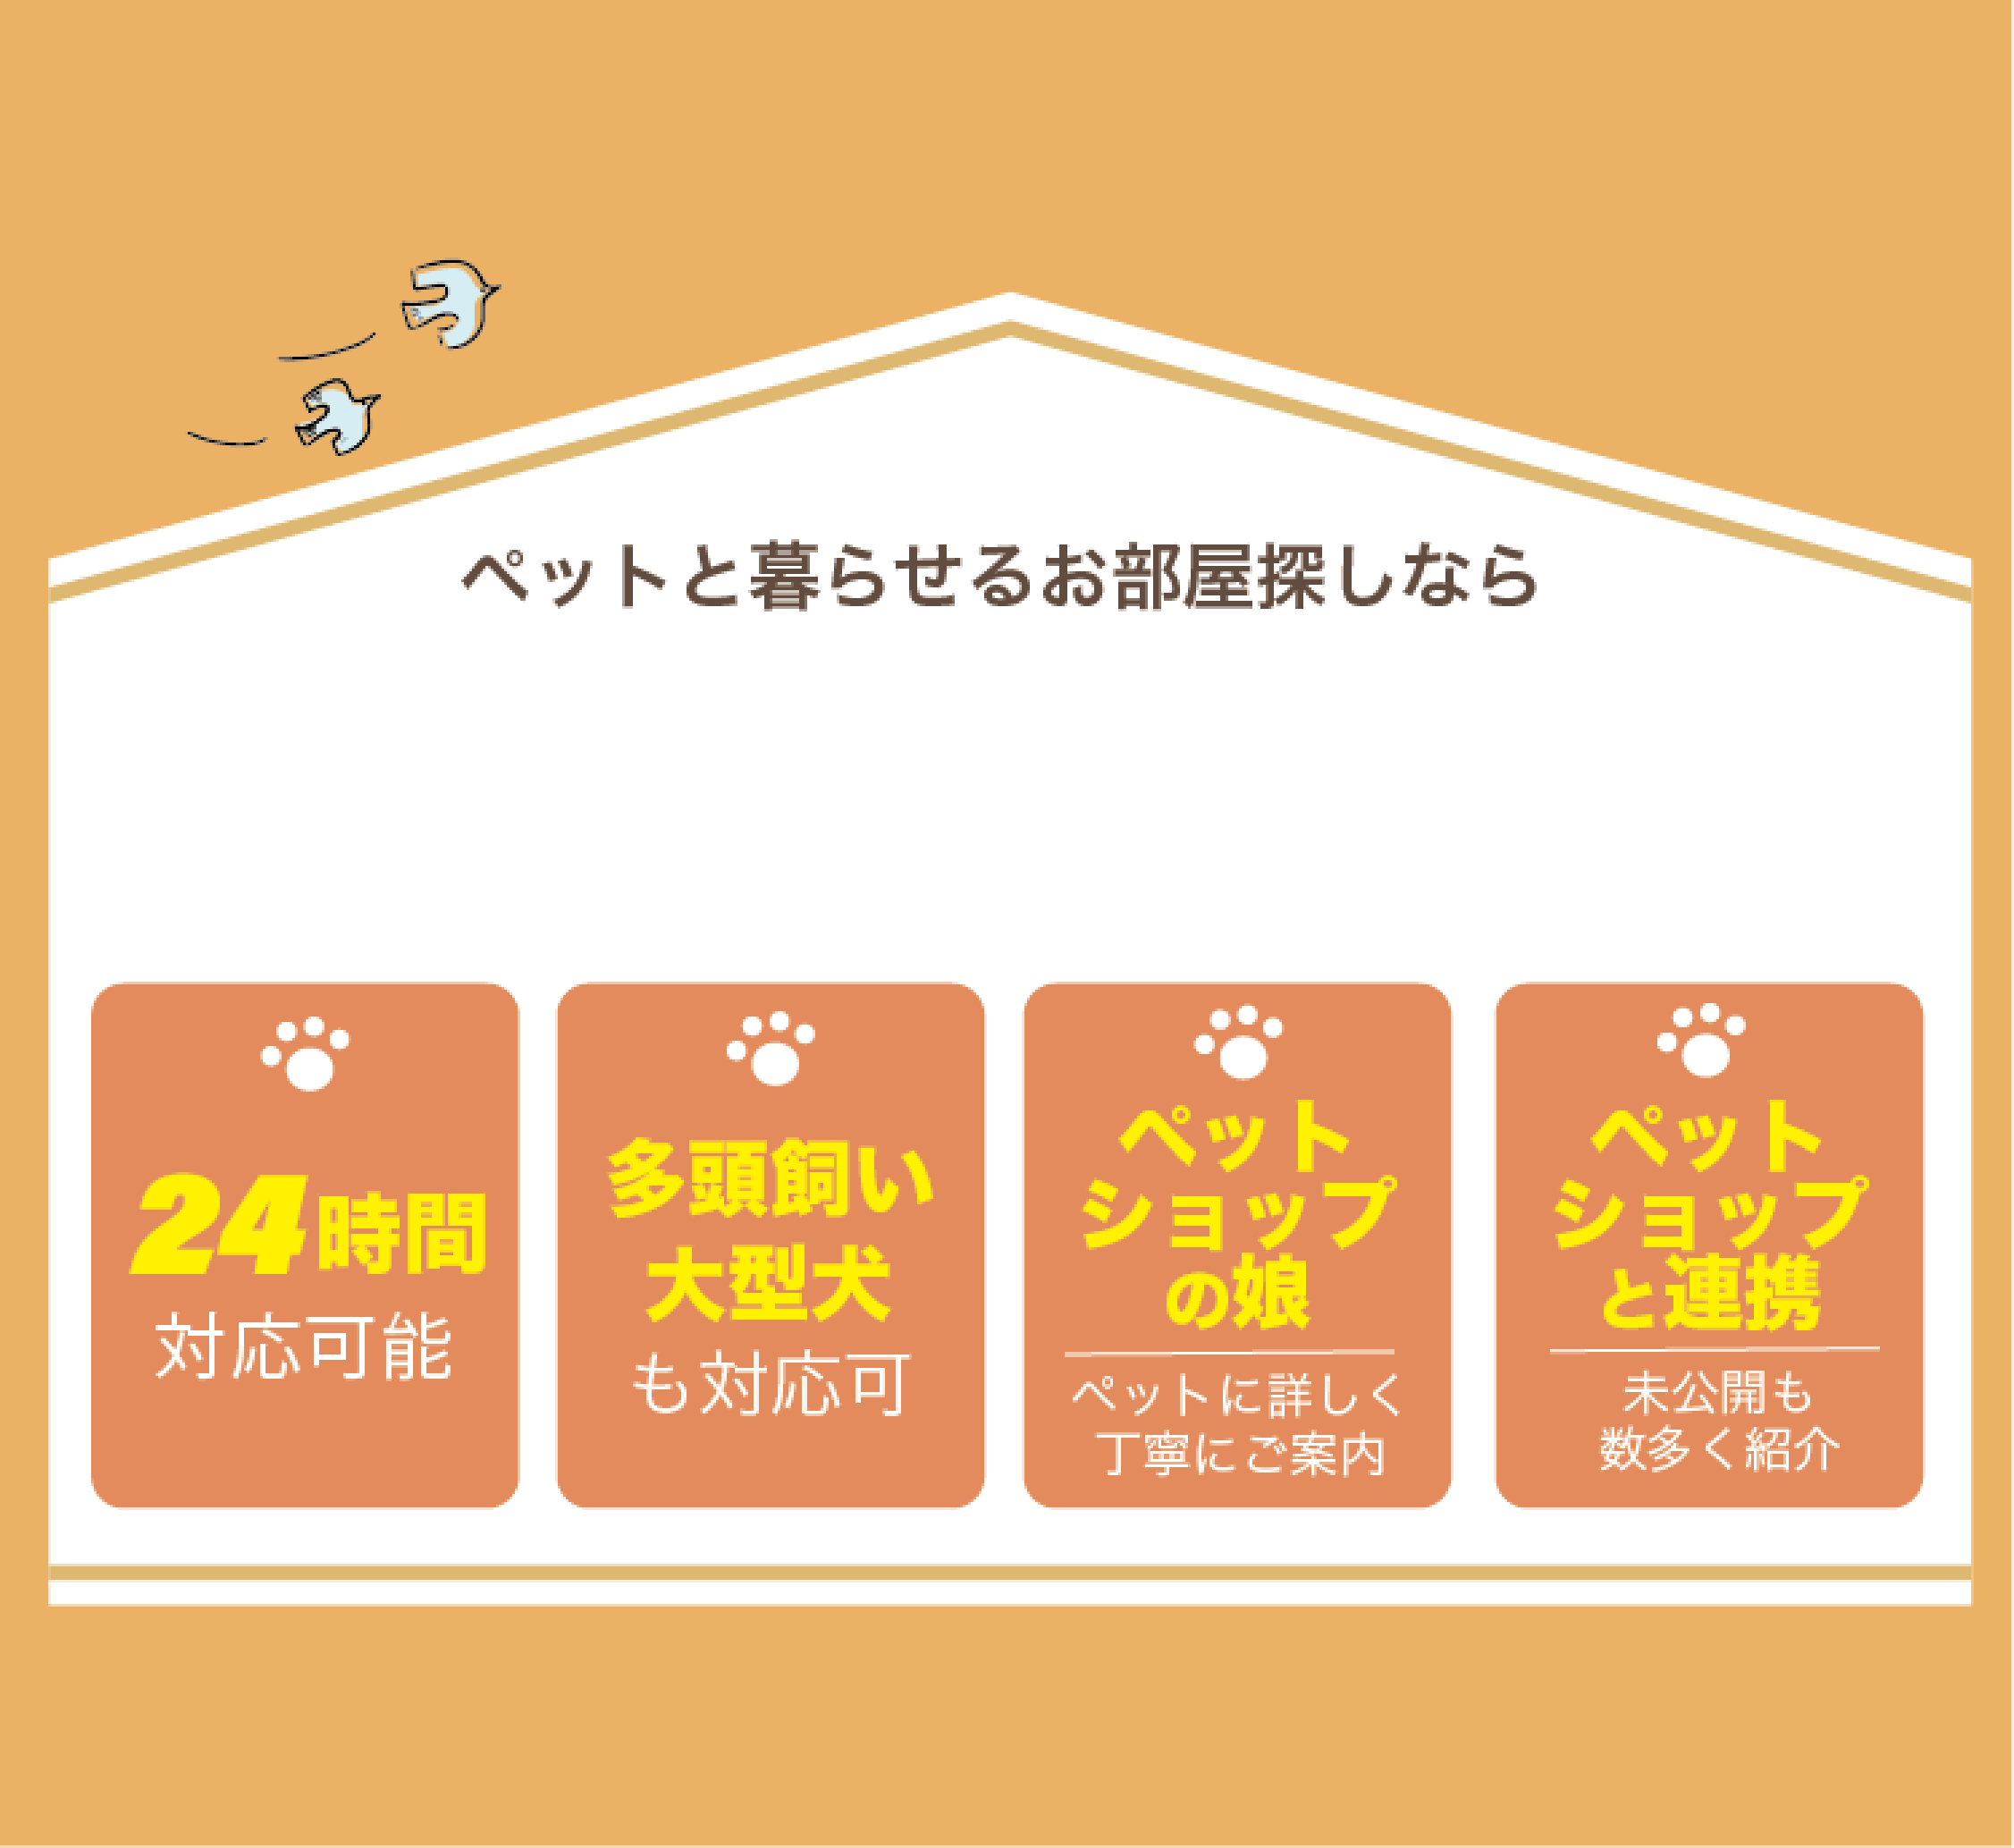 ペットと暮らせるお部屋探しなら
24時間
対応可能
多頭飼い
大型犬
も対応可
ペット
ショップ
の娘
ペットに詳しく
丁寧にご案内
ペット
ショップ
と連携
未公開も
数多く紹介